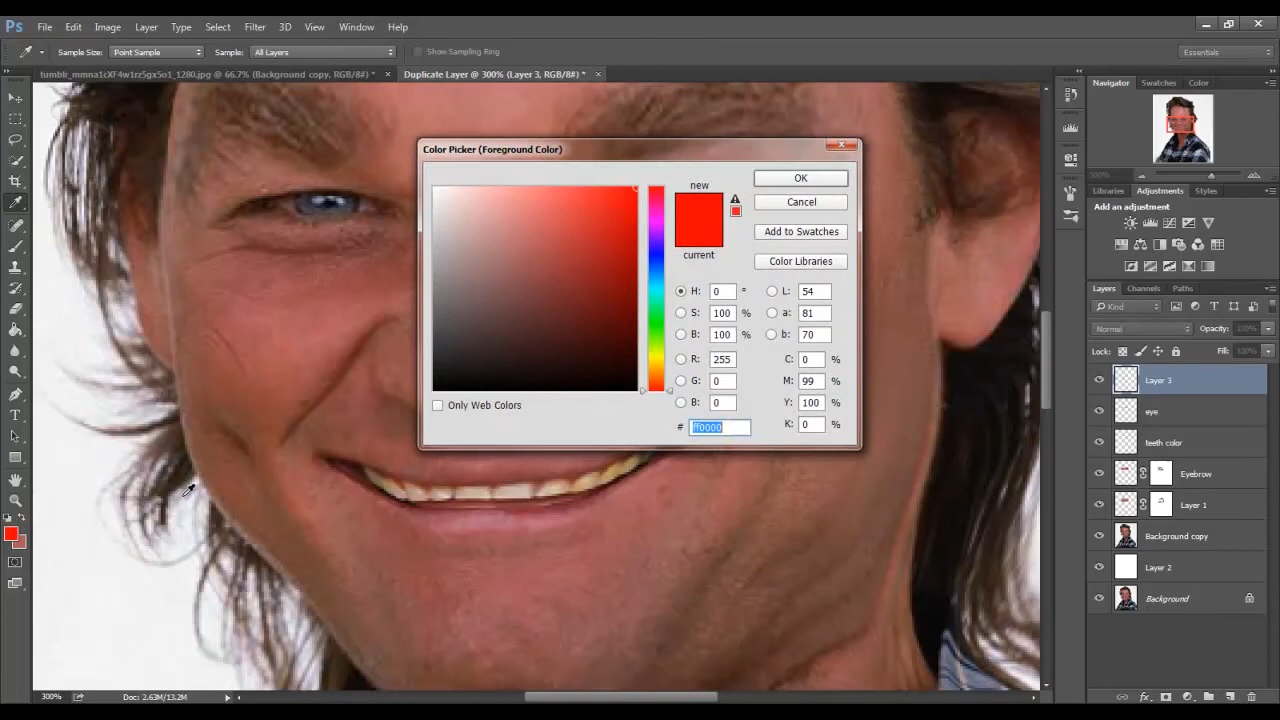 Ps File Edit Image Layer Type Select Filter 3D View Window Help
Sample Size: Point Sample Sample: All Layers Show Sampling Ring Essentials
tumblr_mmna1cXF4w1rz5gx5o1_1280.jpg @ 66.7% (Background copy, RGB/8#) * × Duplicate Layer @ 300% (Layer 3, RGB/8#) * ×
Navigator Swatches Color
300%
Libraries Adjustments Styles
Add an adjustment
Layers Channels Paths
Kind
Normal Opacity: 100%
Lock: Fill: 100%
Layer 3
eye
teeth color
Eyebrow
Layer 1
Background copy
Layer 2
Background
Color Picker (Foreground Color)
new
current
OK
Cancel
Add to Swatches
Color Libraries
H: 0 ° L: 54
S: 100 % a: 81
B: 100 % b: 70
R: 255 C: 0 %
G: 0 M: 99 %
B: 0 Y: 100 %
# ff0000 K: 0 %
Only Web Colors
300% Doc: 2.63M/13.2M